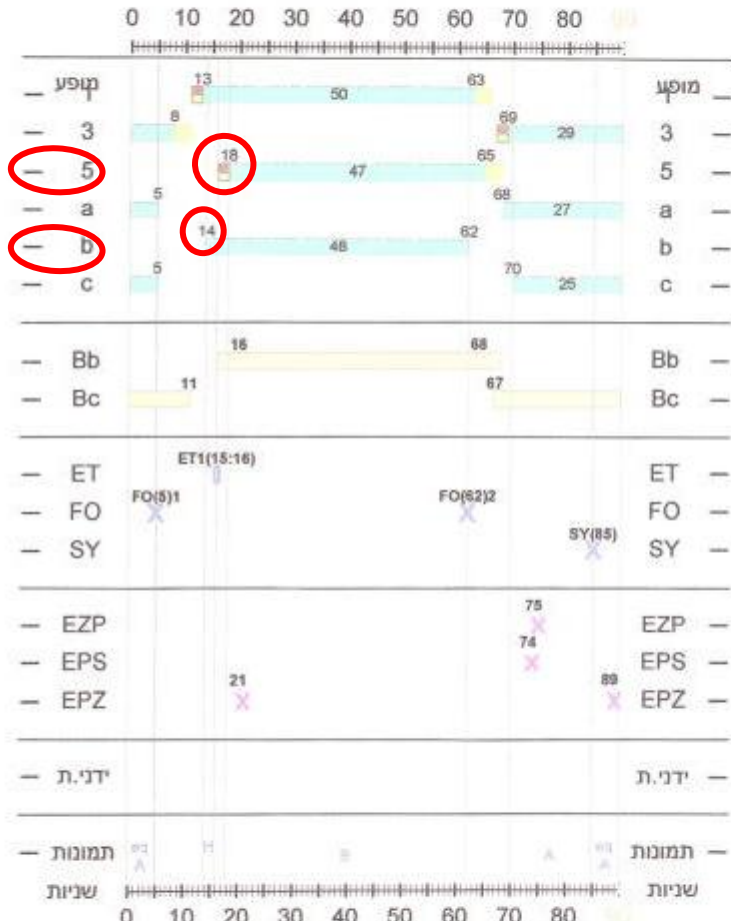 0 10 20 30 40 50 60 70 80 90
מופע 1 13 50 63 מופע
3 8 69 29 3
5 18 47 65 5
a 5 68 27 a
b 14 48 62 b
c 5 70 25 c
Bb 16 68 Bb
Bc 11 67 Bc
ET ET1(15:16) ET
FO FO(5)1 FO(62)2 FO
SY SY(85) SY
EZP 75 EZP
EPS 74 EPS
EPZ 21 89 EPZ
ידני.ת ידני.ת
תמונות A H B A A תמונות
שניות שניות
0 10 20 30 40 50 60 70 80